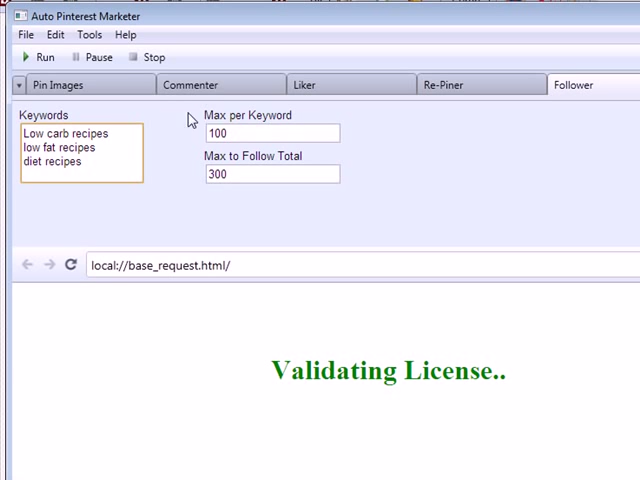 Auto Pinterest Marketer
File Edit Tools Help
Run Pause Stop
Pin Images Commenter Liker Re-Piner Follower
Keywords
Low carb recipes
low fat recipes
diet recipes
Max per Keyword
100
Max to Follow Total
300
local://base_request.html/
Validating License..